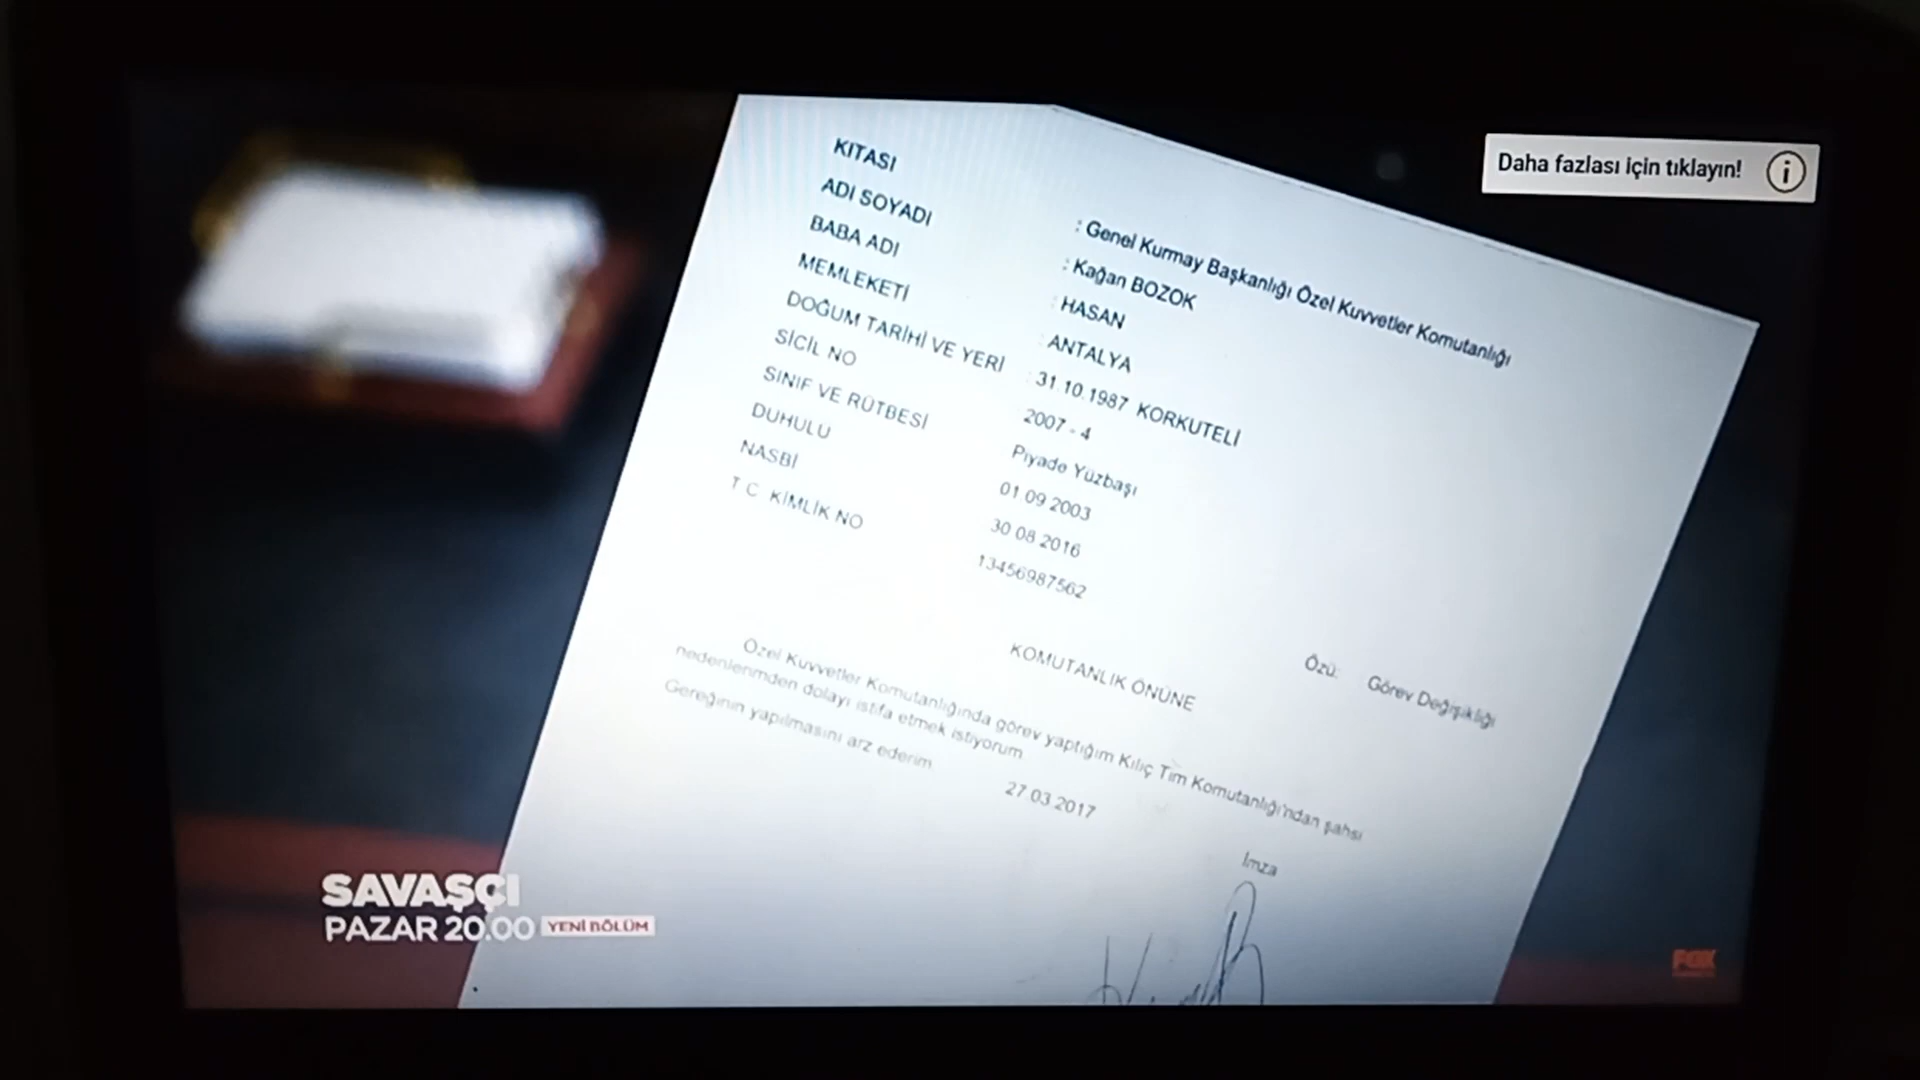 Daha fazlası için tıklayın! i
KITASI : Genel Kurmay Başkanlığı Özel Kuvvetler Komutanlığı
ADI SOYADI : Kağan BOZOK
BABA ADI : HASAN
MEMLEKETİ : ANTALYA
DOĞUM TARİHİ VE YERİ : 31.10.1987 KORKUTELİ
SİCİL NO 2007 - 4
SINIF VE RÜTBESİ Piyade Yüzbaşı
DUHULU 01 09 2003
NASBİ 30 08 2016
T C KİMLİK NO 13456987562
Özü: Görev Değişikliği
KOMUTANLIK ÖNÜNE
Özel Kuvvetler Komutanlığında görev yaptığım Kılıç Tim Komutanlığı'ndan şahsi
nedenlerimden dolayı istifa etmek istiyorum
Gereğinin yapılmasını arz ederim
27 03 2017
İmza
SAVAŞÇI
PAZAR 20.00 YENİ BÖLÜM
FOX